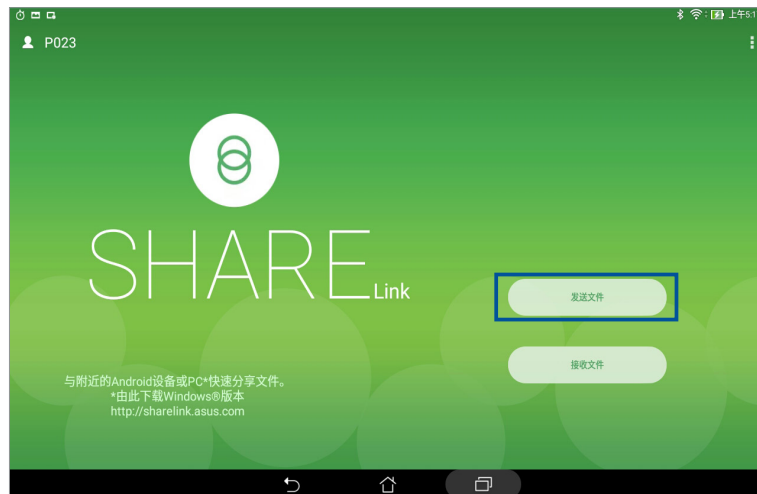 上午5:1
P023
SHARE Link
发送文件
接收文件
与附近的Android设备或PC*快速分享文件。
*由此下载Windows®版本
http://sharelink.asus.com